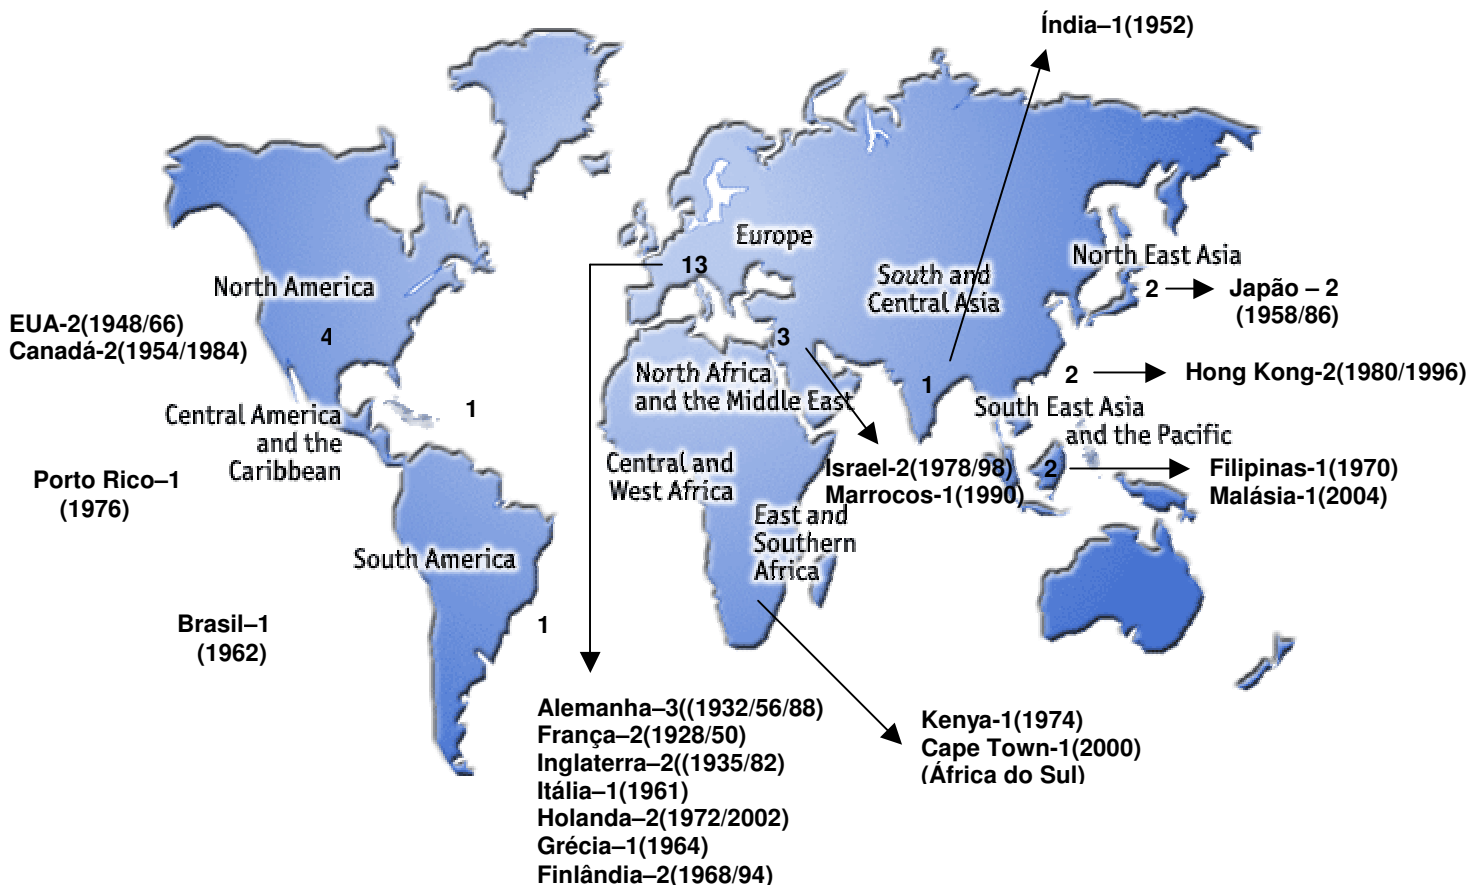 Índia–1(1952)
Europe
13
North America
South and
Central Asia
North East Asia
2
Japão – 2
(1958/86)
EUA-2(1948/66)
Canadá-2(1954/1984)
4
3
North Africa
and the Middle East
1
2
Hong Kong-2(1980/1996)
Central America
and the
Caribbean
1
South East Asia
and the Pacific
Porto Rico–1
(1976)
Central and
West Africa
Israel-2(1978/98)
Marrocos-1(1990)
2
Filipinas-1(1970)
Malásia-1(2004)
East and
Southern
Africa
South America
Brasil–1
(1962)
1
Alemanha–3((1932/56/88)
França–2(1928/50)
Inglaterra–2((1935/82)
Itália–1(1961)
Holanda–2(1972/2002)
Grécia–1(1964)
Finlândia–2(1968/94)
Kenya-1(1974)
Cape Town-1(2000)
(África do Sul)